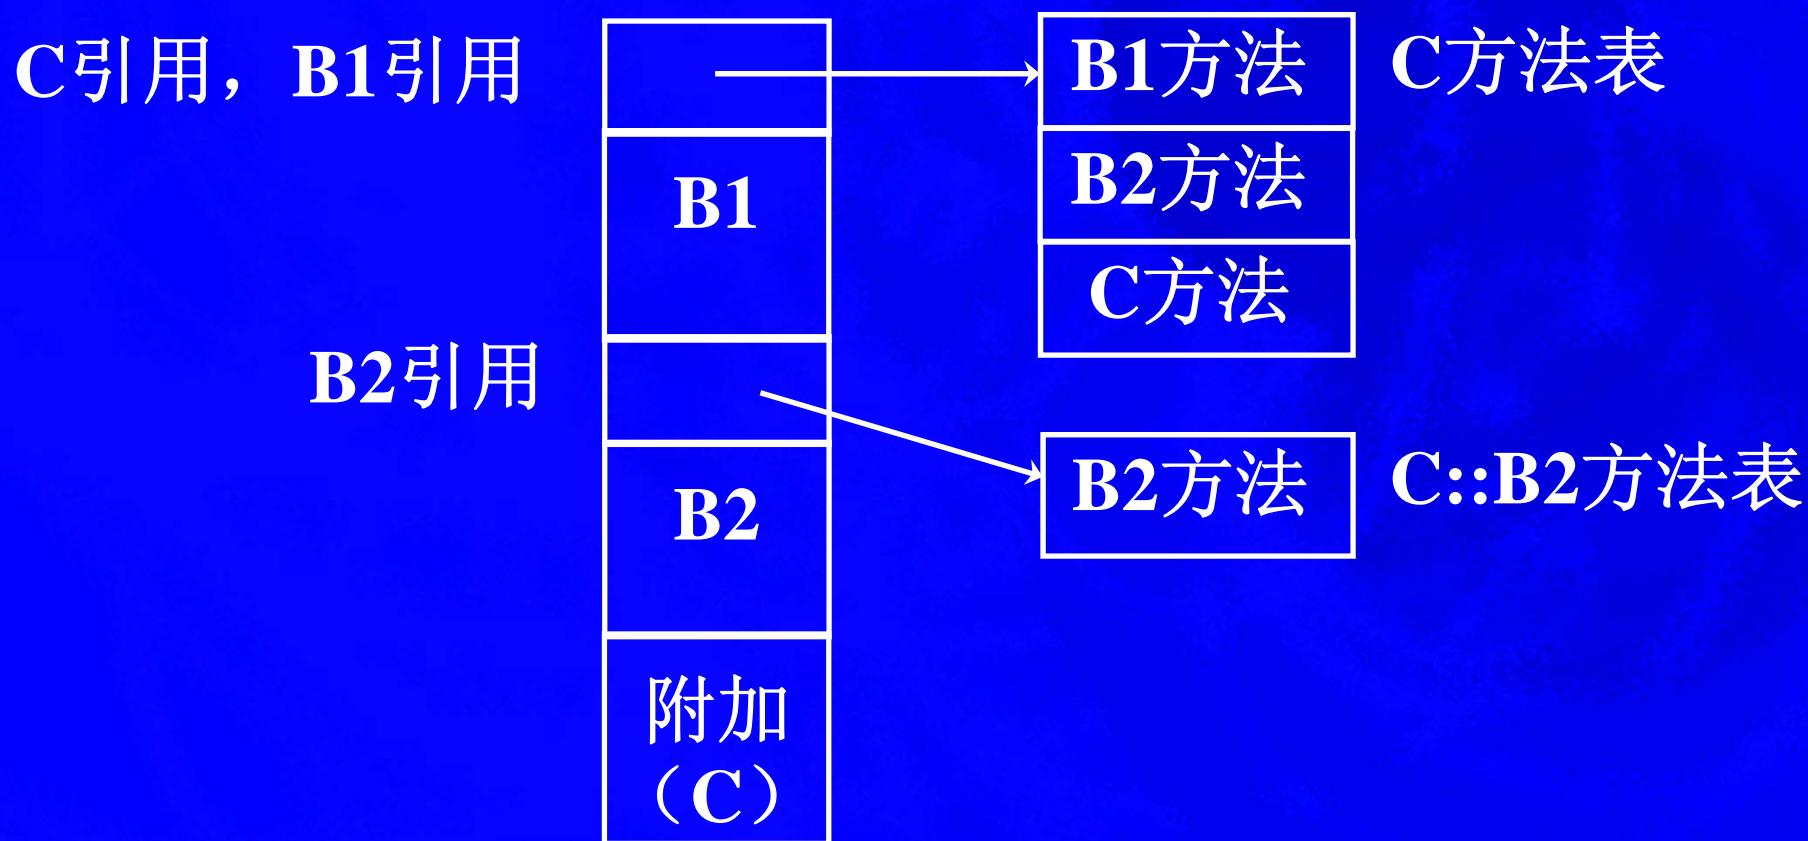 C引用，B1引用
B1方法
C方法表
B2方法
B1
C方法
B2引用
B2方法
C::B2方法表
B2
附加
（C）